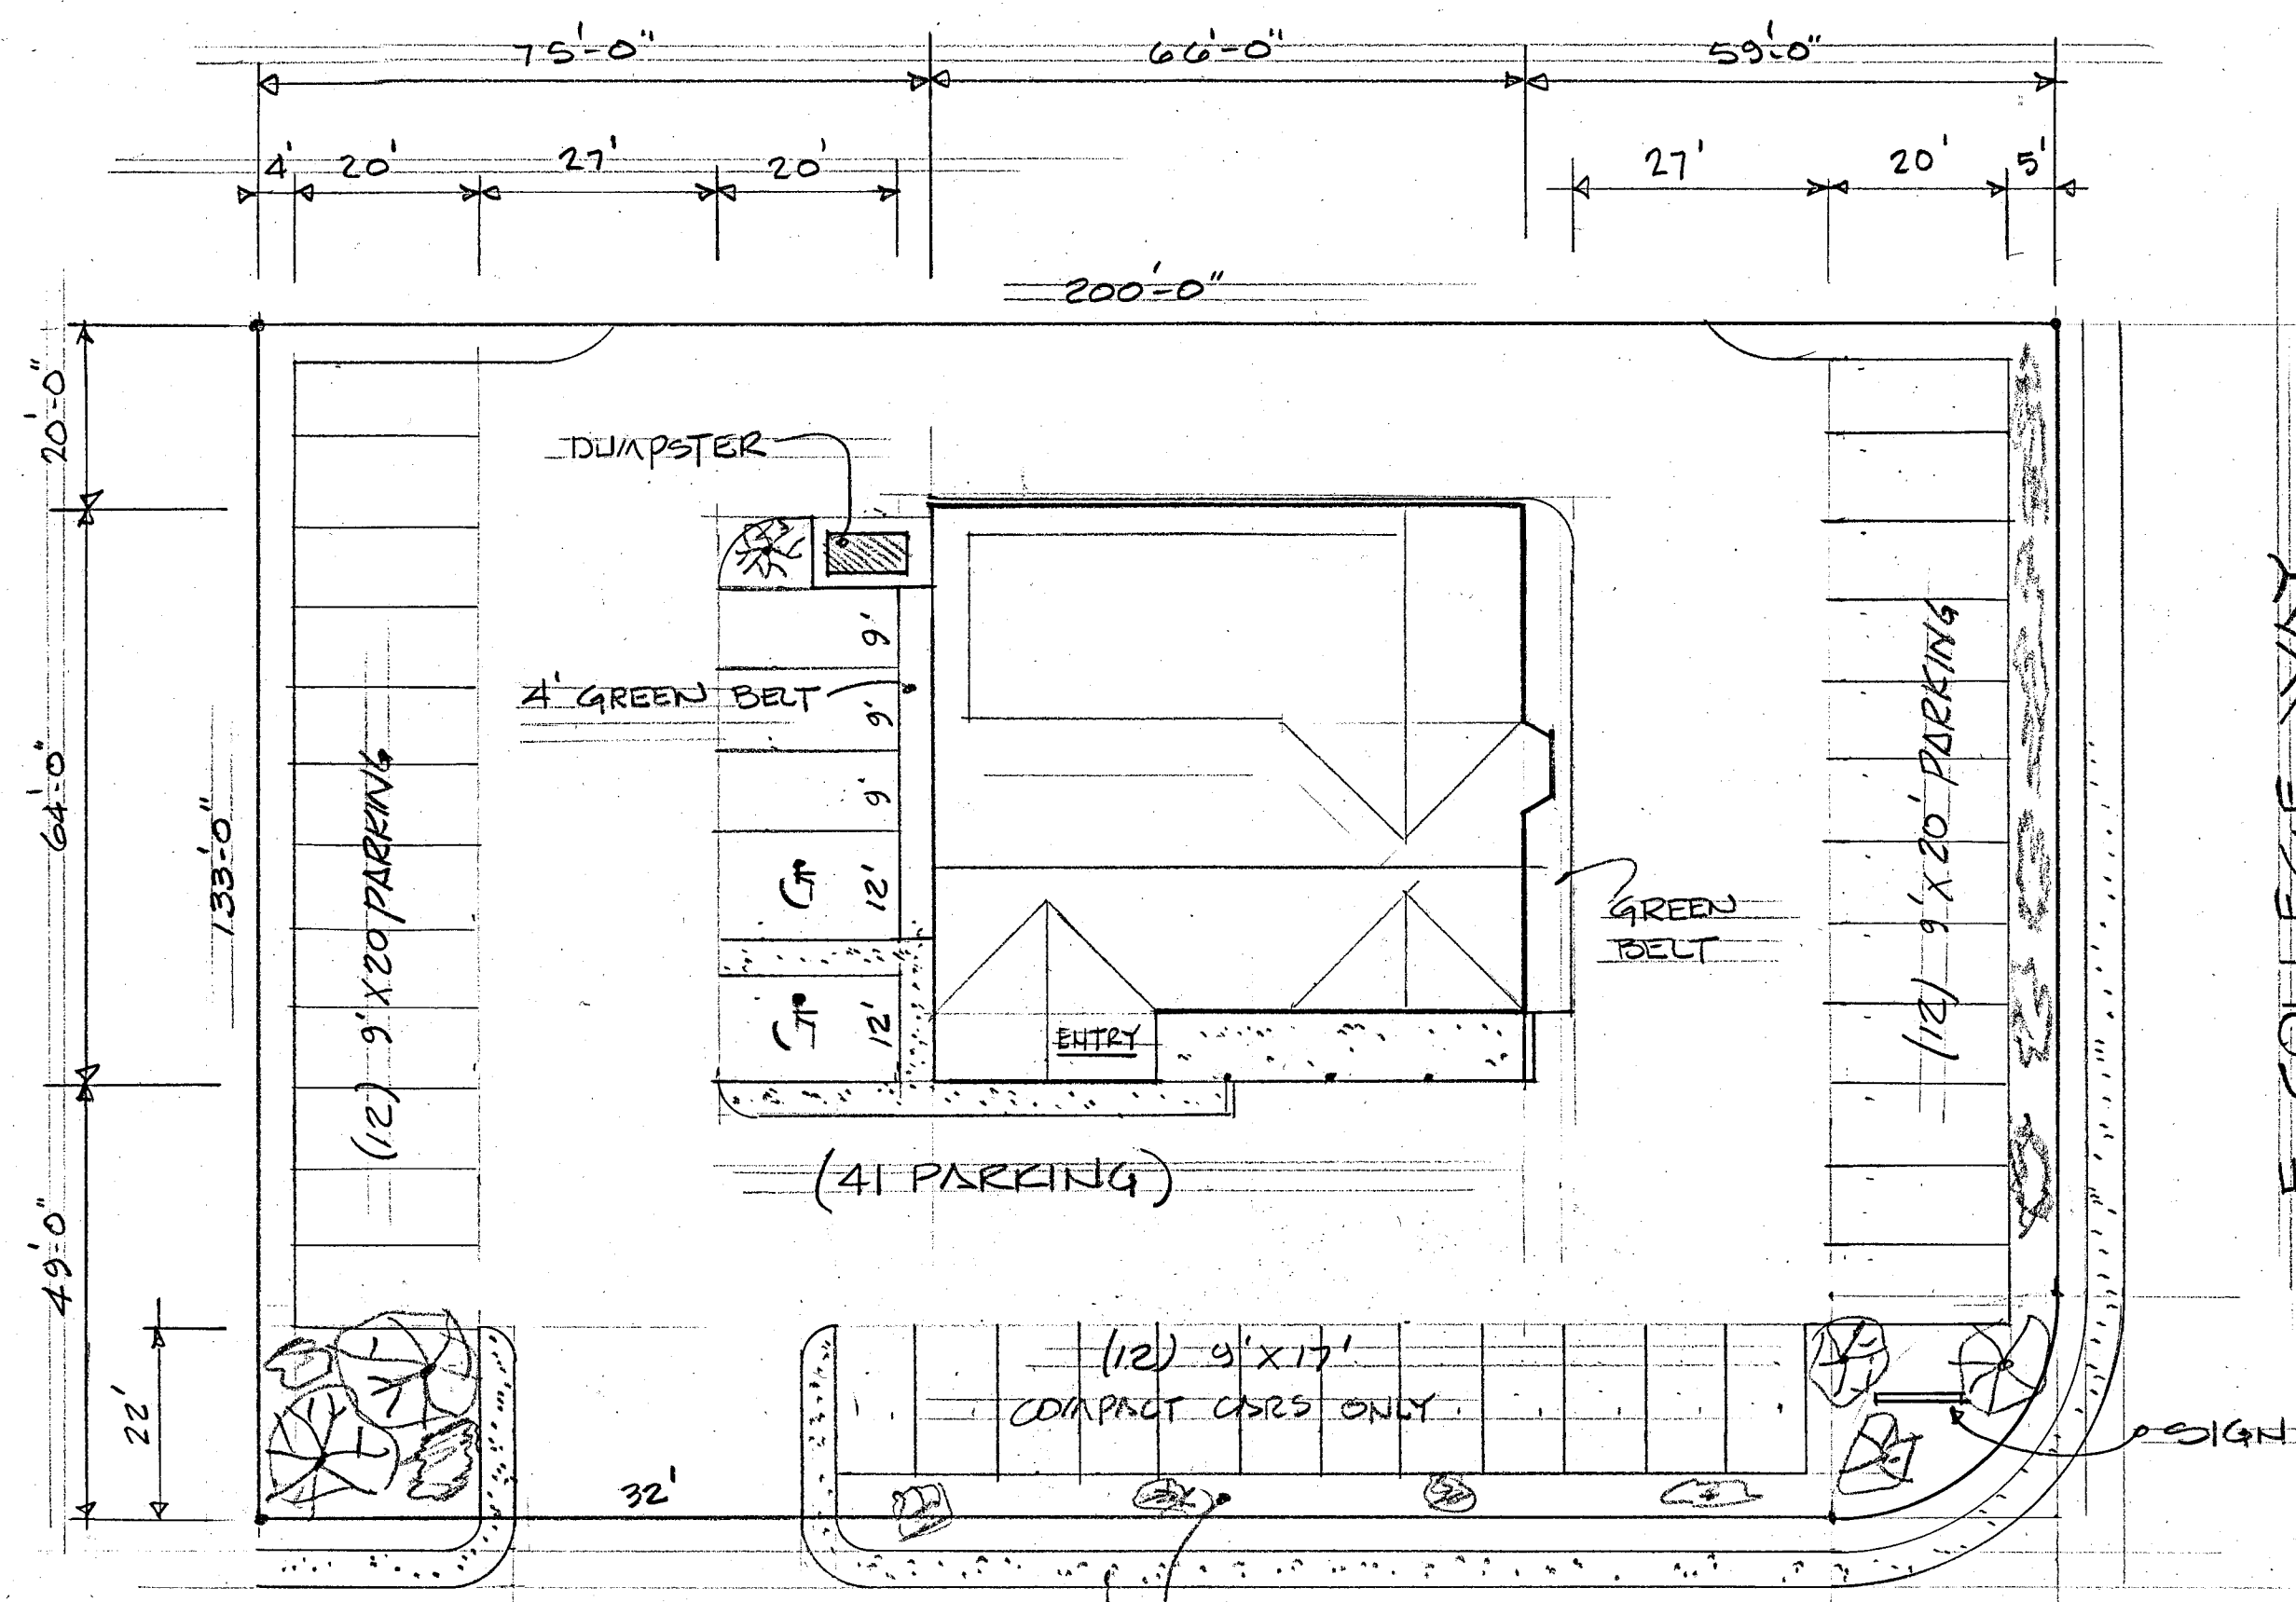 75'-0" 66'-0" 59'-0"
4' 20' 27' 20' 27' 20' 5'
200'-0"
20'-0"
DUMPSTER
9'
4' GREEN BELT
9'
64'-0"
133'-0"
9'
12'
GREEN
BELT
12'
ENTRY
(12) 9'X20 PARKING
(12) 9'X20' PARKING
(41 PARKING)
49'-0"
22'
(12) 9'X17'
COMPACT CARS ONLY
SIGN
32'